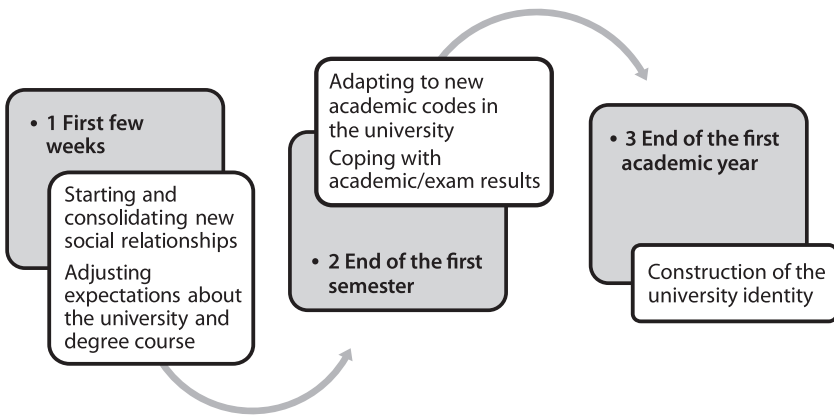 • 1 First few
weeks
Starting and
consolidating new
social relationships
Adjusting
expectations about
the university and
degree course
Adapting to new
academic codes in
the university
Coping with
academic/exam results
• 2 End of the first
semester
• 3 End of the first
academic year
Construction of the
university identity